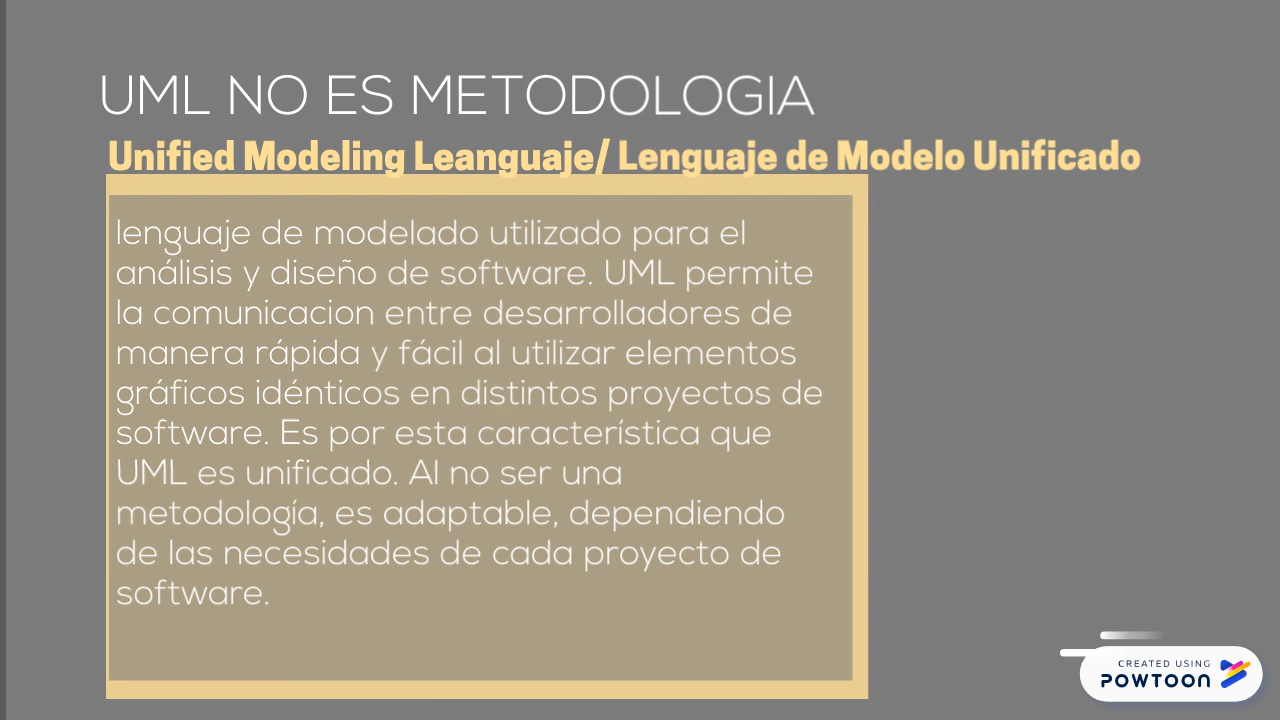 UML NO ES METODOLOGIA
Unified Modeling Leanguaje/ Lenguaje de Modelo Unificado
lenguaje de modelado utilizado para el
análisis y diseño de software. UML permite
la comunicacion entre desarrolladores de
manera rápida y fácil al utilizar elementos
gráficos idénticos en distintos proyectos de
software. Es por esta característica que
UML es unificado. Al no ser una
metodología, es adaptable, dependiendo
de las necesidades de cada proyecto de
software.
CREATED USING
POWTOON